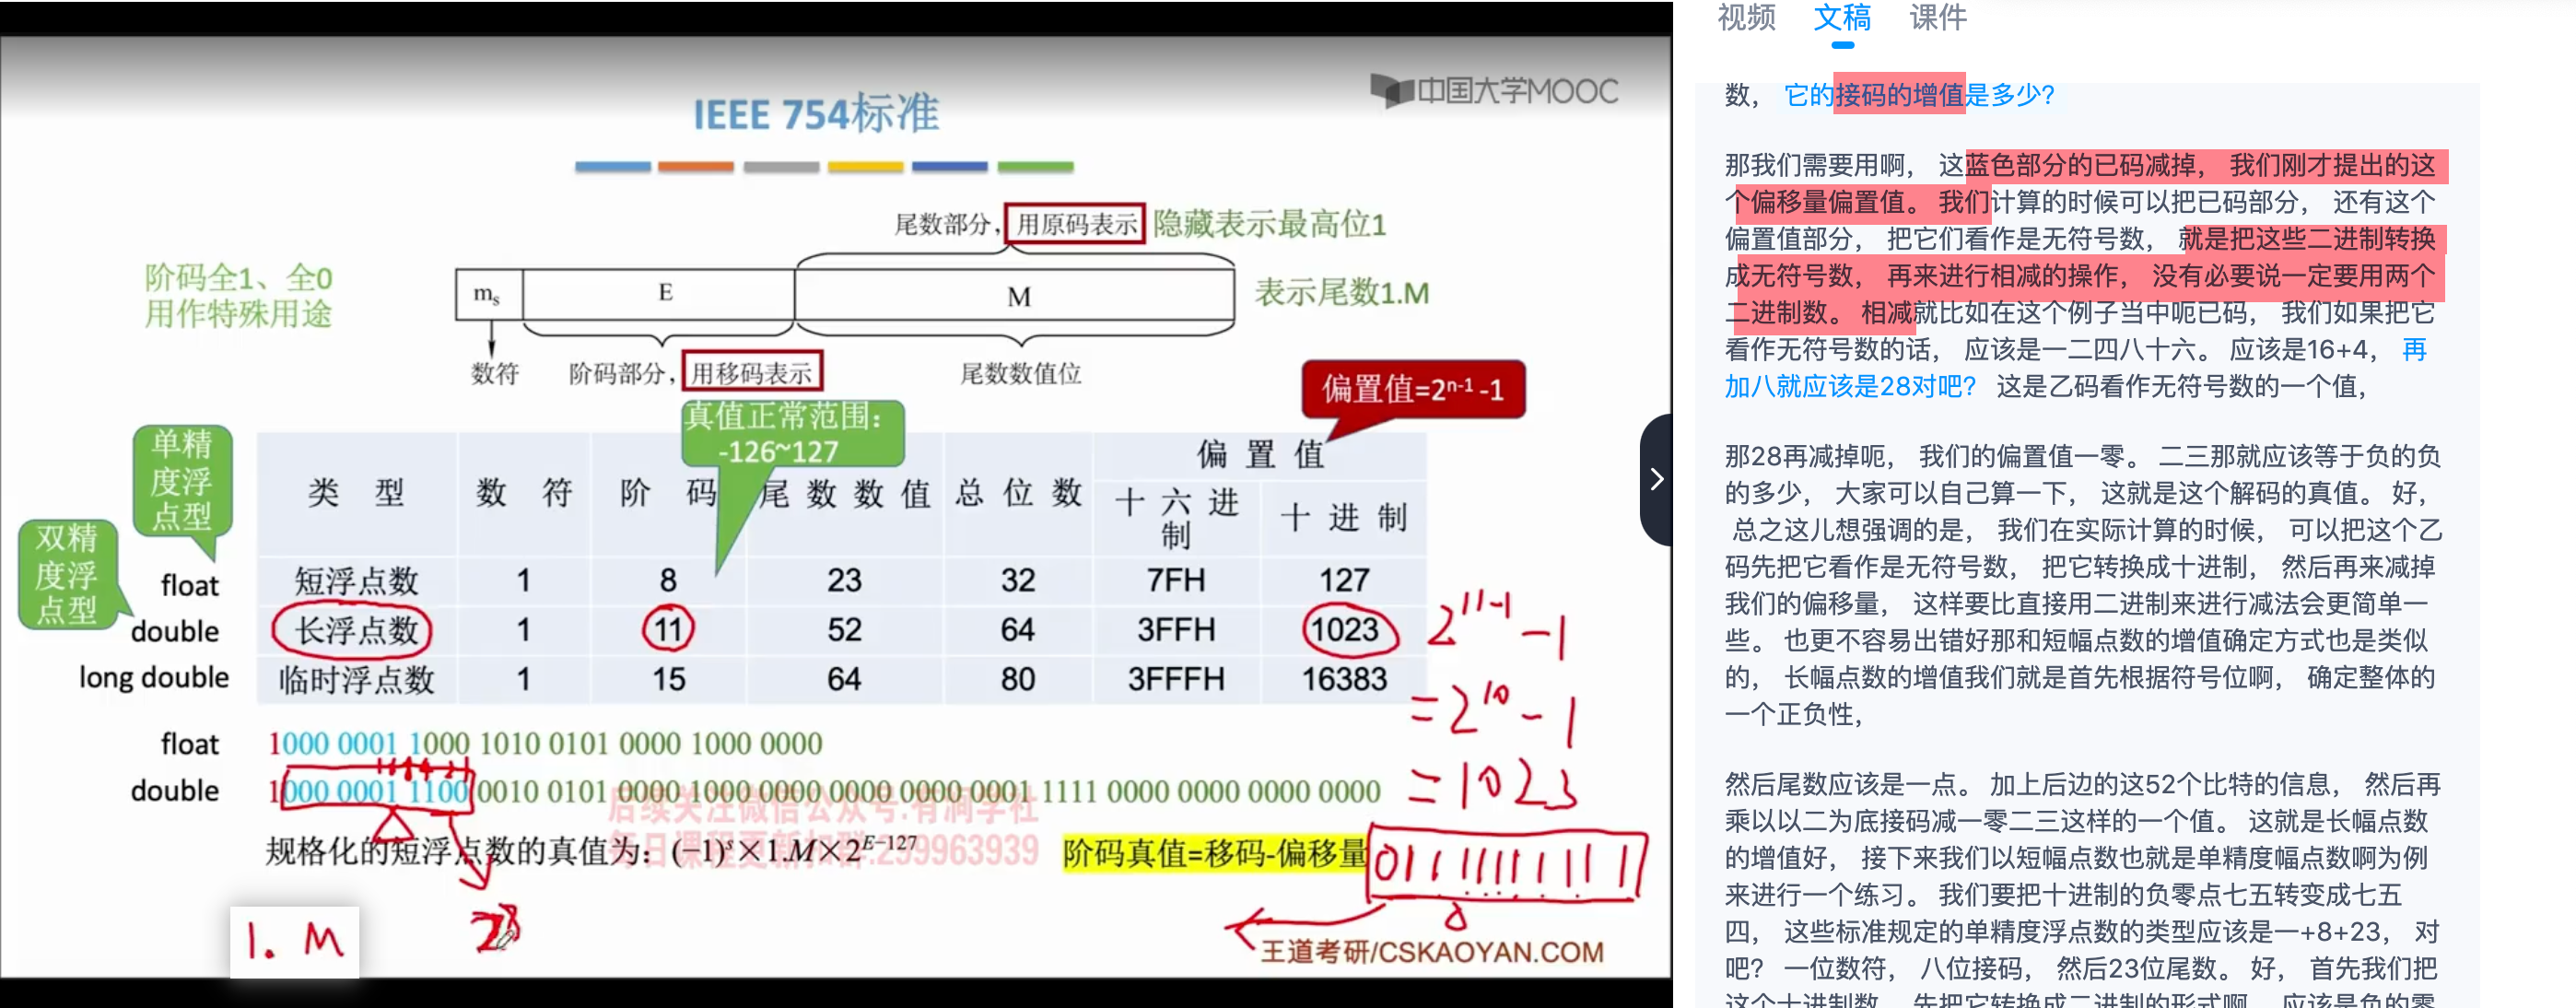 中国大学MOOC
IEEE 754标准
尾数部分，用原码表示 隐藏表示最高位1
阶码全1、全0
用作特殊用途
mₛ E M 表示尾数1.M
数符 阶码部分，用移码表示 尾数数值位
偏置值=2ⁿ⁻¹ -1
真值正常范围：
-126~127
单精
度浮
点型
双精
度浮
点型
类 型 数 符 阶 码 尾数数值 总位数 偏 置 值
十六进制 十进制
float 短浮点数 1 8 23 32 7FH 127
double 长浮点数 1 11 52 64 3FFH 1023
long double 临时浮点数 1 15 64 80 3FFFH 16383
2¹¹⁻¹ -1
=2¹⁰ -1
=1023
float 1000 0001 1000 1010 0101 0000 1000 0000
double 1000 0001 1100 0010 0101 0000 1000 0000 0000 0000 0001 1111 0000 0000 0000 0000
后续关注微信公众号:有涧学社
每日课程更新加群:299963939
规格化的短浮点数的真值为：(−1)ˢ×1.M×2ᴱ⁻¹²⁷
阶码真值=移码-偏移量
1. M
28
王道考研/CSKAOYAN.COM
视频 文稿 课件
数， 它的接码的增值是多少?
那我们需要用啊， 这蓝色部分的已码减掉， 我们刚才提出的这
个偏移量偏置值。 我们计算的时候可以把已码部分， 还有这个
偏置值部分， 把它们看作是无符号数， 就是把这些二进制转换
成无符号数， 再来进行相减的操作， 没有必要说一定要用两个
二进制数。 相减就比如在这个例子当中呃已码， 我们如果把它
看作无符号数的话， 应该是一二四八十六。 应该是16+4， 再
加八就应该是28对吧? 这是乙码看作无符号数的一个值，
那28再减掉呃， 我们的偏置值一零。 二三那就应该等于负的负
的多少， 大家可以自己算一下， 这就是这个解码的真值。 好，
总之这儿想强调的是， 我们在实际计算的时候， 可以把这个乙
码先把它看作是无符号数， 把它转换成十进制， 然后再来减掉
我们的偏移量， 这样要比直接用二进制来进行减法会更简单一
些。 也更不容易出错好那和短幅点数的增值确定方式也是类似
的， 长幅点数的增值我们就是首先根据符号位啊， 确定整体的
一个正负性，
然后尾数应该是一点。 加上后边的这52个比特的信息， 然后再
乘以以二为底接码减一零二三这样的一个值。 这就是长幅点数
的增值好， 接下来我们以短幅点数也就是单精度幅点数啊为例
来进行一个练习。 我们要把十进制的负零点七五转变成七五
四， 这些标准规定的单精度浮点数的类型应该是一+8+23， 对
吧? 一位数符， 八位接码， 然后23位尾数。 好， 首先我们把
这个十进制数， 先把它转换成二进制的形式啊， 应该是负的零